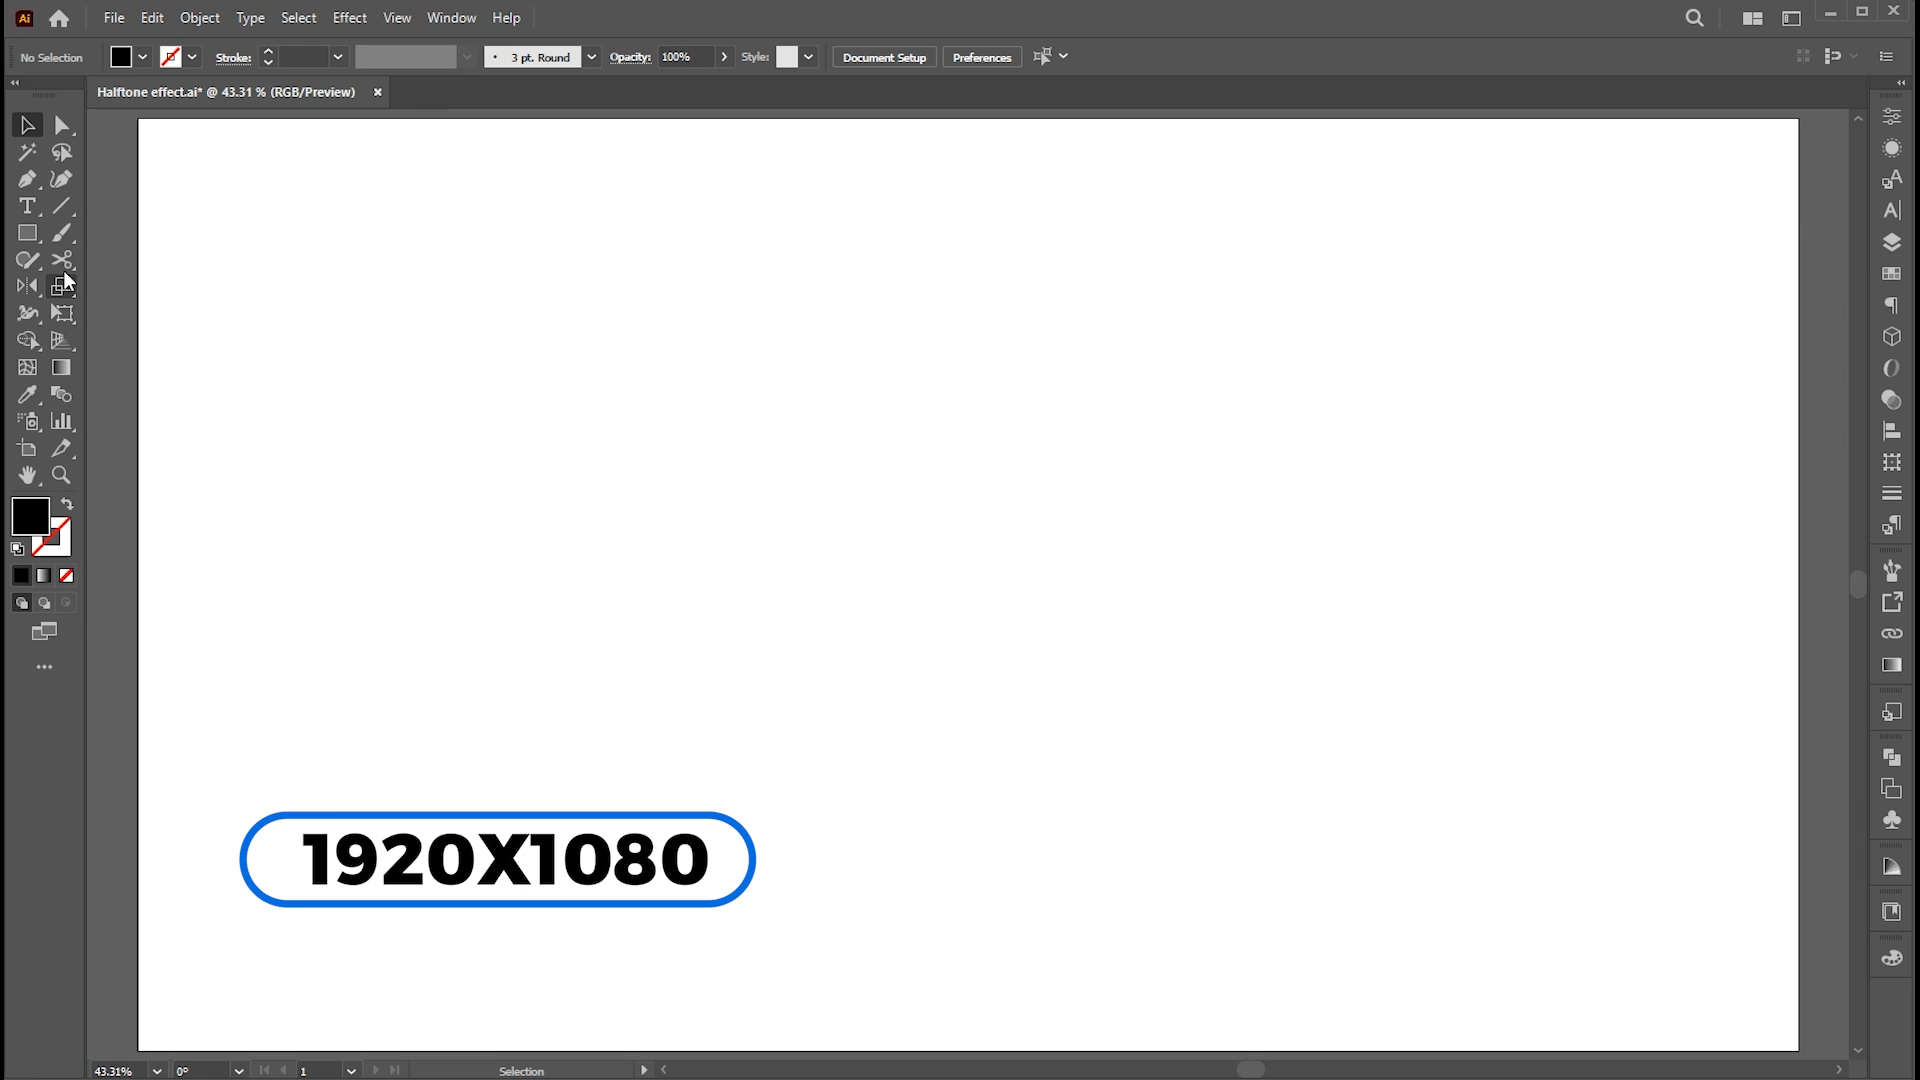 Ai File Edit Object Type Select Effect View Window Help
No Selection Stroke: 3 pt. Round Opacity: 100% Style: Document Setup Preferences
Halftone effect.ai* @ 43.31 % (RGB/Preview) ×
1920X1080
43.31% 0° 1 Selection